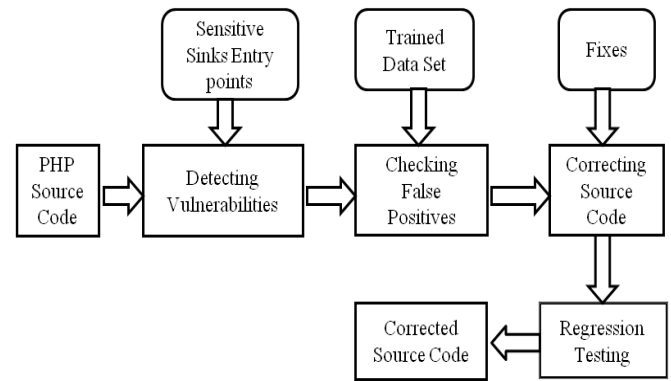 Sensitive
Sinks Entry
points
Trained
Data Set
Fixes
PHP
Source
Code
Detecting
Vulnerabilities
Checking
False
Positives
Correcting
Source
Code
Corrected
Source Code
Regression
Testing